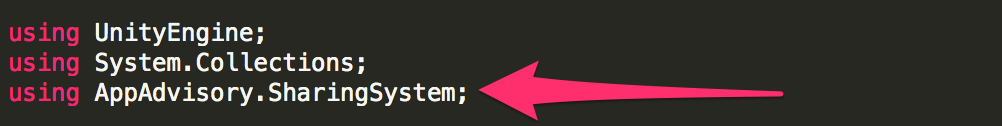 using UnityEngine;
using System.Collections;
using AppAdvisory.SharingSystem;